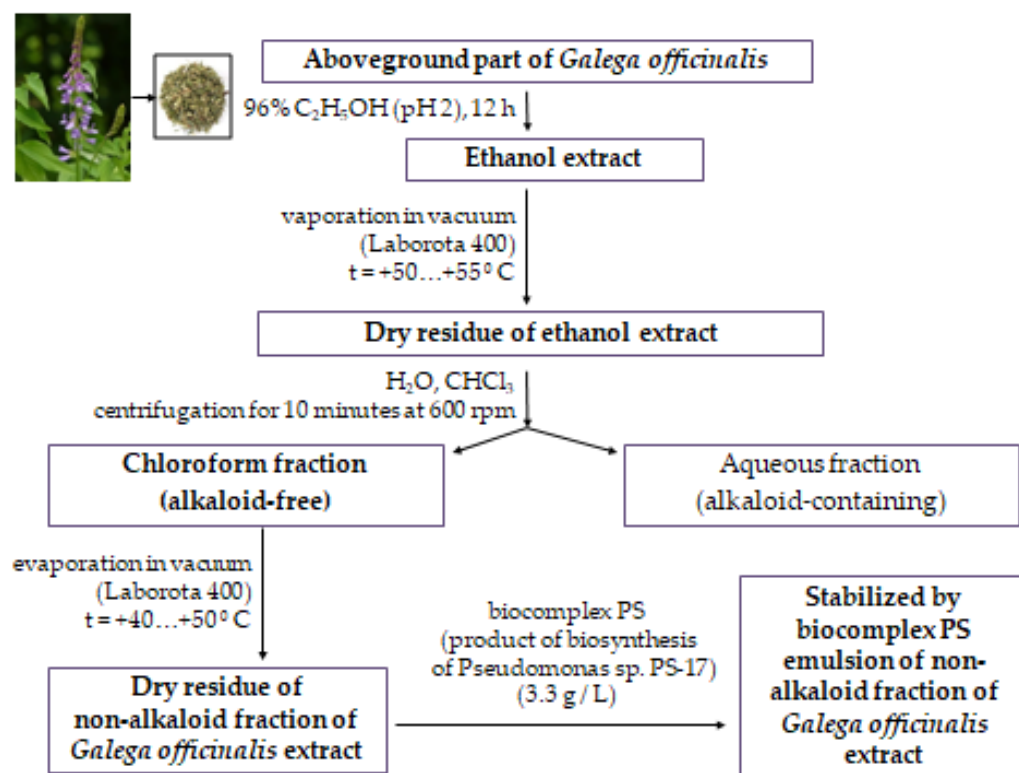 Aboveground part of Galega officinalis
96% C₂H₅OH (pH 2), 12 h
Ethanol extract
vaporation in vacuum
(Laborota 400)
t = +50…+55⁰ C
Dry residue of ethanol extract
H₂O, CHCl₃
centrifugation for 10 minutes at 600 rpm
Chloroform fraction
(alkaloid-free)
Aqueous fraction
(alkaloid-containing)
evaporation in vacuum
(Laborota 400)
t = +40…+50⁰ C
biocomplex PS
(product of biosynthesis
of Pseudomonas sp. PS-17)
(3.3 g / L)
Stabilized by
biocomplex PS
emulsion of non-
alkaloid fraction of
Galega officinalis
extract
Dry residue of
non-alkaloid fraction of
Galega officinalis extract